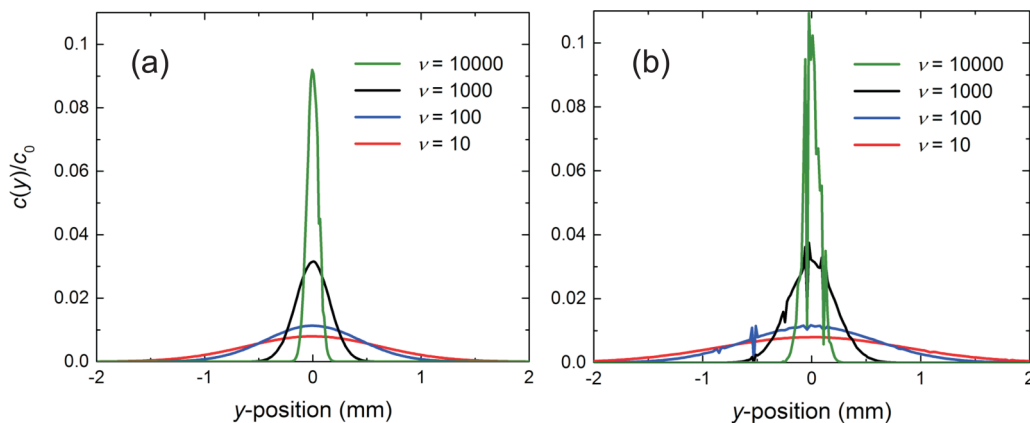 (a)
ν = 10000
ν = 1000
ν = 100
ν = 10
c(y)/c0
0.1
0.08
0.06
0.04
0.02
0.0
-2
-1
0
1
2
y-position (mm)
(b)
ν = 10000
ν = 1000
ν = 100
ν = 10
0.1
0.08
0.06
0.04
0.02
0.0
-2
-1
0
1
2
y-position (mm)